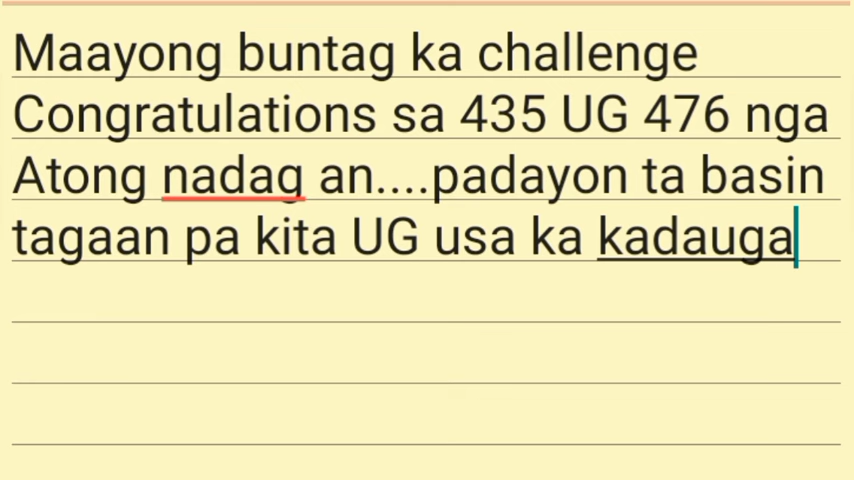 Maayong buntag ka challenge
Congratulations sa 435 UG 476 nga
Atong nadag an....padayon ta basin
tagaan pa kita UG usa ka kadauga